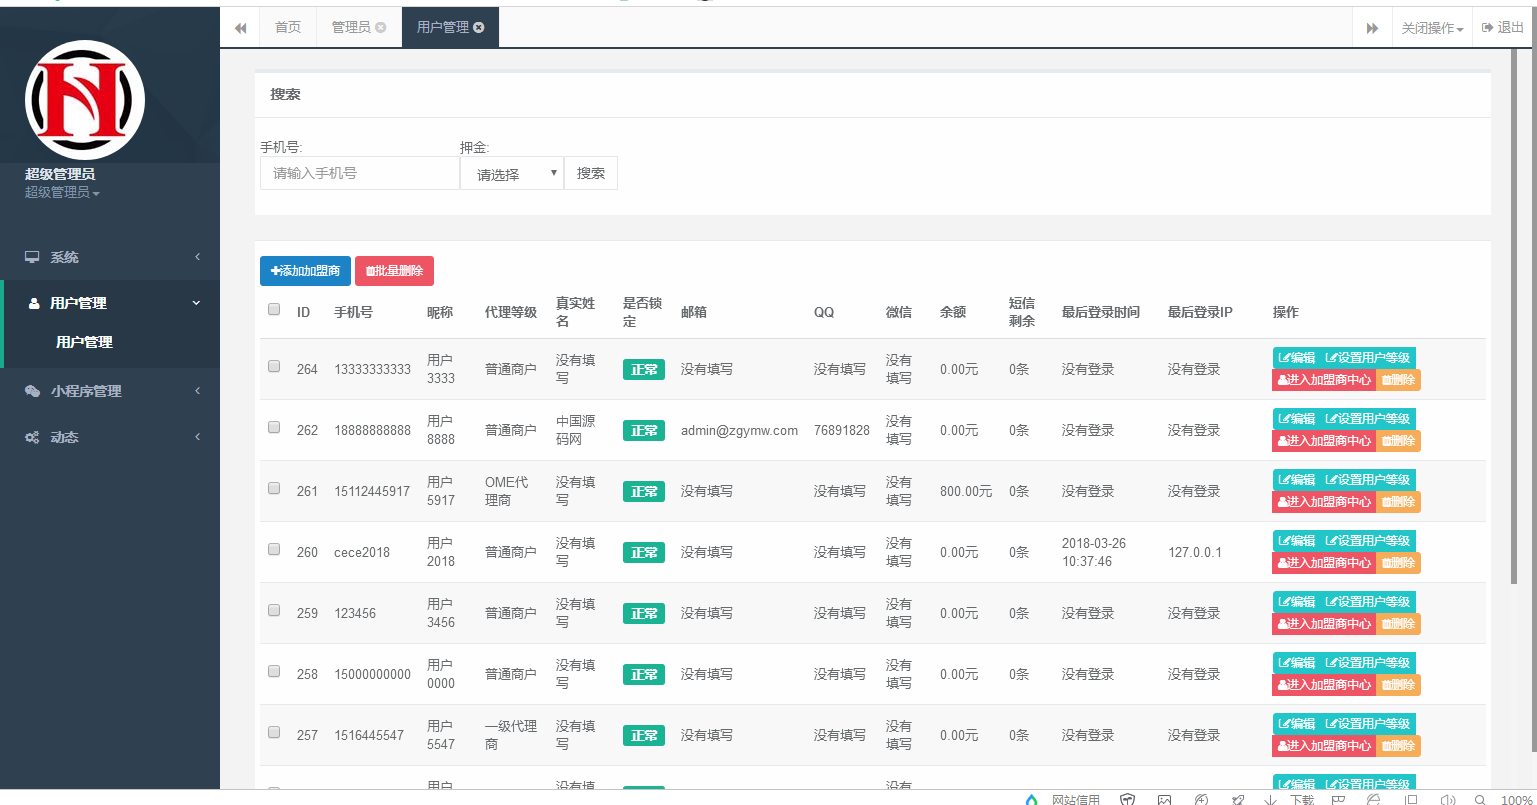 首页
管理员
用户管理
关闭操作
退出
超级管理员
超级管理员
系统
用户管理
用户管理
小程序管理
动态
搜索
手机号:
押金:
请输入手机号
请选择
搜索
添加加盟商
批量删除
ID 手机号 昵称 代理等级 真实姓名 是否锁定 邮箱 QQ 微信 余额 短信剩余 最后登录时间 最后登录IP 操作
264 13333333333 用户3333 普通商户 没有填写 正常 没有填写 没有填写 没有填写 0.00元 0条 没有登录 没有登录 编辑 设置用户等级 进入加盟商中心 删除
262 18888888888 用户8888 普通商户 中国源码网 正常 admin@zgymw.com 76891828 没有填写 0.00元 0条 没有登录 没有登录 编辑 设置用户等级 进入加盟商中心 删除
261 15112445917 用户5917 OME代理商 没有填写 正常 没有填写 没有填写 没有填写 800.00元 0条 没有登录 没有登录 编辑 设置用户等级 进入加盟商中心 删除
260 cece2018 用户2018 普通商户 没有填写 正常 没有填写 没有填写 没有填写 0.00元 0条 2018-03-26 10:37:46 127.0.0.1 编辑 设置用户等级 进入加盟商中心 删除
259 123456 用户3456 普通商户 没有填写 正常 没有填写 没有填写 没有填写 0.00元 0条 没有登录 没有登录 编辑 设置用户等级 进入加盟商中心 删除
258 15000000000 用户0000 普通商户 没有填写 正常 没有填写 没有填写 没有填写 0.00元 0条 没有登录 没有登录 编辑 设置用户等级 进入加盟商中心 删除
257 1516445547 用户5547 一级代理商 没有填写 正常 没有填写 没有填写 没有填写 0.00元 0条 没有登录 没有登录 编辑 设置用户等级 进入加盟商中心 删除
用户 没有填 没有 编辑 设置用户等级
网站信用
下载
100%